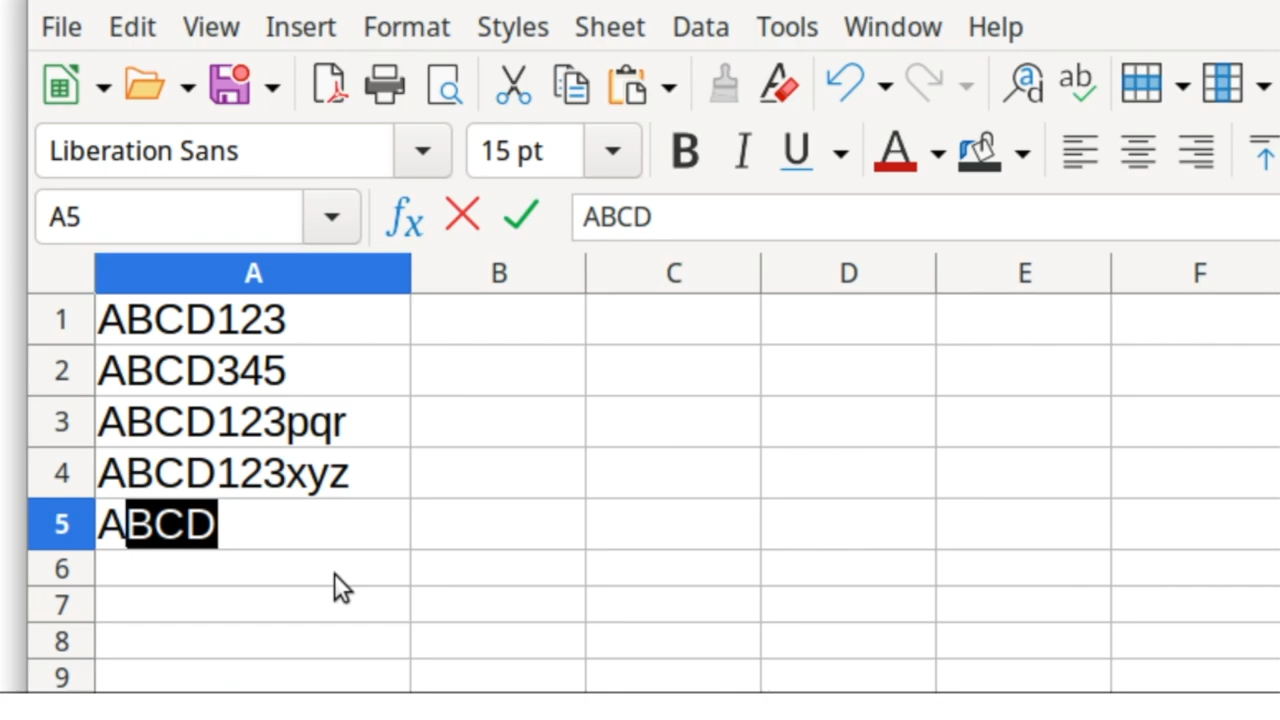 File Edit View Insert Format Styles Sheet Data Tools Window Help
Liberation Sans 15 pt B I U A
A5 fx ABCD
A B C D E F
1 ABCD123
2 ABCD345
3 ABCD123pqr
4 ABCD123xyz
5 ABCD
6
7
8
9